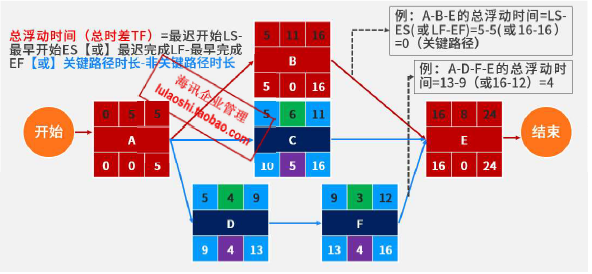 总浮动时间（总时差TF）=最迟开始LS-
最早开始ES【或】最迟完成LF-最早完成
EF【或】关键路径时长-非关键路径时长
例：A-B-E的总浮动时间=LS-
ES(或LF-EF)=5-5(或16-16)
=0（关键路径）
例：A-D-F-E的总浮动时
间=13-9（或16-12）=4
海讯企业管理
lulaoshi.taobao.com
5 11 16
B
5 0 16
开始
0 5 5
A
0 0 5
5 6 11
C
10 5 16
16 8 24
E
16 0 24
结束
5 4 9
D
9 4 13
9 3 12
F
13 4 16